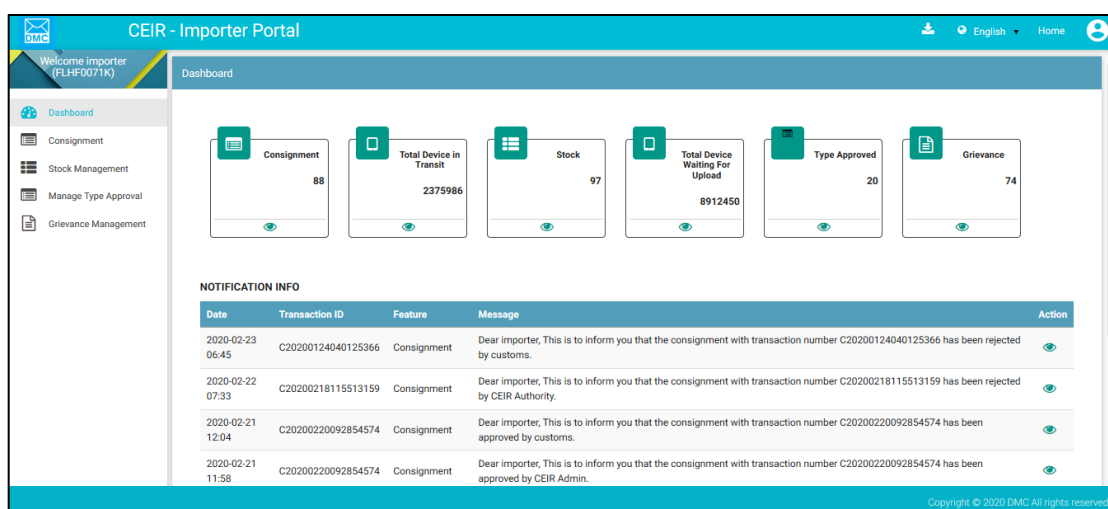 DMC
CEIR - Importer Portal
English
Home
Welcome importer
(FLHF0071K)
Dashboard
Dashboard
Consignment
Stock Management
Manage Type Approval
Grievance Management
Consignment
88
Total Device in
Transit
2375986
Stock
97
Total Device
Waiting For
Upload
8912450
Type Approved
20
Grievance
74
NOTIFICATION INFO
Date Transaction ID Feature Message Action
2020-02-23
06:45
C20200124040125366 Consignment
Dear importer, This is to inform you that the consignment with transaction number C20200124040125366 has been rejected
by customs.
2020-02-22
07:33
C20200218115513159 Consignment
Dear importer, This is to inform you that the consignment with transaction number C20200218115513159 has been rejected
by CEIR Authority.
2020-02-21
12:04
C20200220092854574 Consignment
Dear importer, This is to inform you that the consignment with transaction number C20200220092854574 has been
approved by customs.
2020-02-21
11:58
C20200220092854574 Consignment
Dear importer, This is to inform you that the consignment with transaction number C20200220092854574 has been
approved by CEIR Admin.
Copyright © 2020 DMC All rights reserved